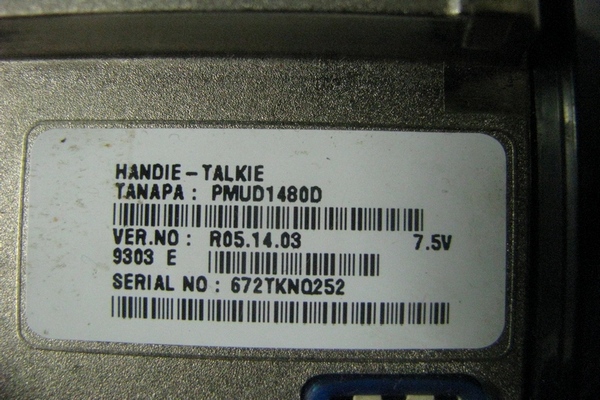 HANDIE-TALKIE
TANAPA: PMUD1480D
VER.NO: R05.14.03 7.5V
9303 E
SERIAL NO: 672TKNQ252